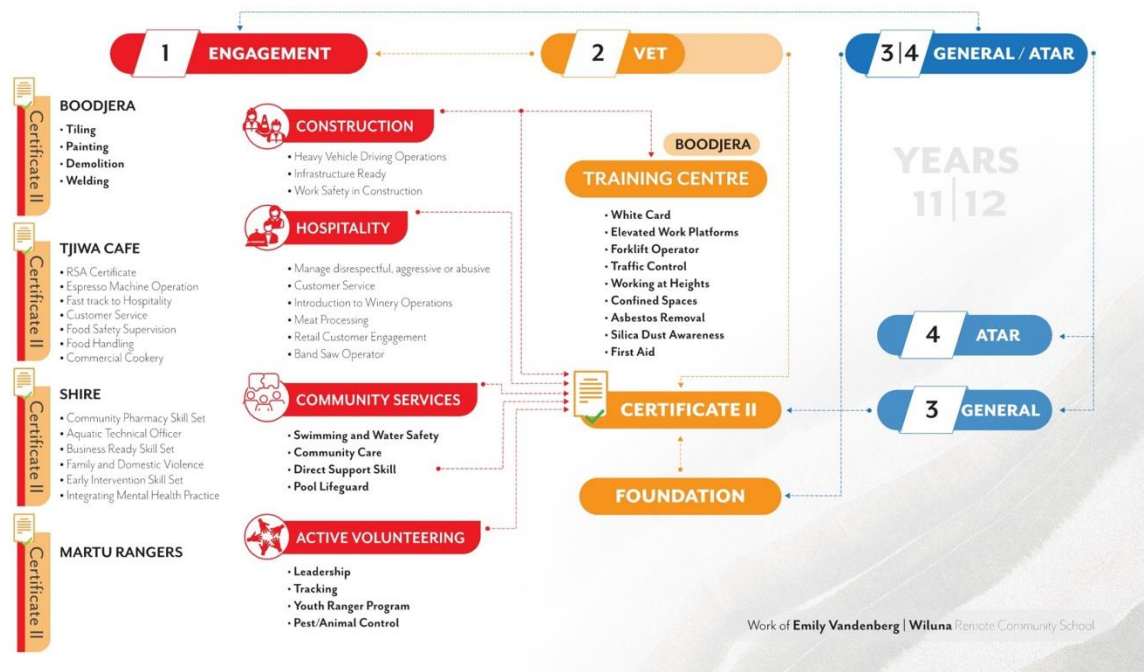 1 ENGAGEMENT
2 VET
3|4 GENERAL / ATAR
YEARS
11|12
Certificate II
BOODJERA
• Tiling
• Painting
• Demolition
• Welding
Certificate II
TJIWA CAFE
• RSA Certificate
• Espresso Machine Operation
• Fast track to Hospitality
• Customer Service
• Food Safety Supervision
• Food Handling
• Commercial Cookery
Certificate II
SHIRE
• Community Pharmacy Skill Set
• Aquatic Technical Officer
• Business Ready Skill Set
• Family and Domestic Violence
• Early Intervention Skill Set
• Integrating Mental Health Practice
Certificate II
MARTU RANGERS
CONSTRUCTION
• Heavy Vehicle Driving Operations
• Infrastructure Ready
• Work Safety in Construction
HOSPITALITY
• Manage disrespectful, aggressive or abusive
• Customer Service
• Introduction to Winery Operations
• Meat Processing
• Retail Customer Engagement
• Band Saw Operator
COMMUNITY SERVICES
• Swimming and Water Safety
• Community Care
• Direct Support Skill
• Pool Lifeguard
ACTIVE VOLUNTEERING
• Leadership
• Tracking
• Youth Ranger Program
• Pest/Animal Control
BOODJERA
TRAINING CENTRE
• White Card
• Elevated Work Platforms
• Forklift Operator
• Traffic Control
• Working at Heights
• Confined Spaces
• Asbestos Removal
• Silica Dust Awareness
• First Aid
CERTIFICATE II
FOUNDATION
4 ATAR
3 GENERAL
Work of Emily Vandenberg | Wiluna Remote Community School